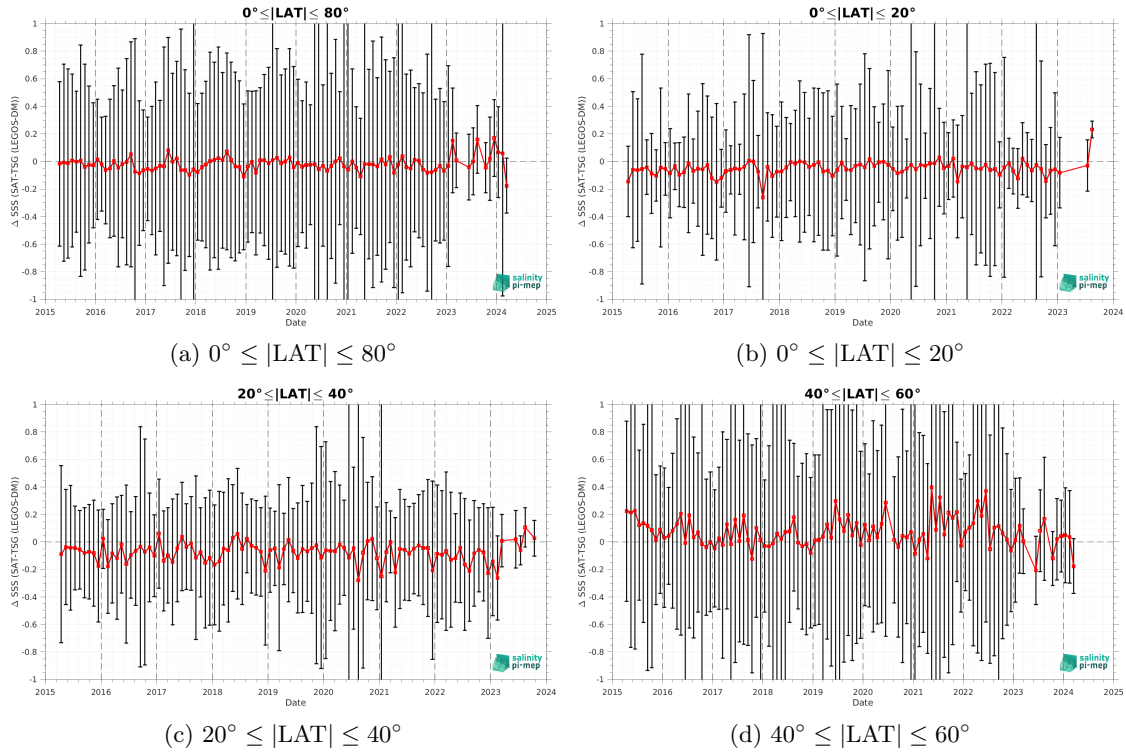 0°≤|LAT|≤ 80°
Δ SSS (SAT-TSG (LEGOS-DM))
1
0.8
0.6
0.4
0.2
0
-0.2
-0.4
-0.6
-0.8
-1
2015 2016 2017 2018 2019 2020 2021 2022 2023 2024 2025
Date
salinity
pi-mep
(a) 0° ≤ |LAT| ≤ 80°
0°≤|LAT|≤ 20°
Δ SSS (SAT-TSG (LEGOS-DM))
1
0.8
0.6
0.4
0.2
0
-0.2
-0.4
-0.6
-0.8
-1
2015 2016 2017 2018 2019 2020 2021 2022 2023 2024
Date
salinity
pi-mep
(b) 0° ≤ |LAT| ≤ 20°
20°≤|LAT|≤ 40°
Δ SSS (SAT-TSG (LEGOS-DM))
1
0.8
0.6
0.4
0.2
0
-0.2
-0.4
-0.6
-0.8
-1
2015 2016 2017 2018 2019 2020 2021 2022 2023 2024
Date
salinity
pi-mep
(c) 20° ≤ |LAT| ≤ 40°
40°≤|LAT|≤ 60°
Δ SSS (SAT-TSG (LEGOS-DM))
1
0.8
0.6
0.4
0.2
0
-0.2
-0.4
-0.6
-0.8
-1
2015 2016 2017 2018 2019 2020 2021 2022 2023 2024 2025
Date
salinity
pi-mep
(d) 40° ≤ |LAT| ≤ 60°